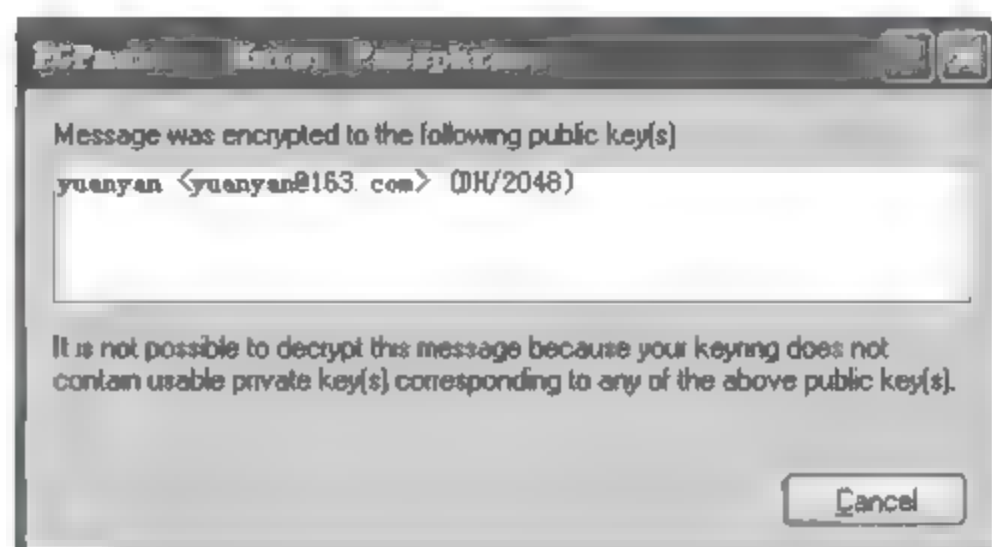 Message was encrypted to the following public key(s)
yuanyan <yuanyan@163.com> (DH/2048)
It is not possible to decrypt this message because your keyring does not
contain usable private key(s) corresponding to any of the above public key(s).
Cancel